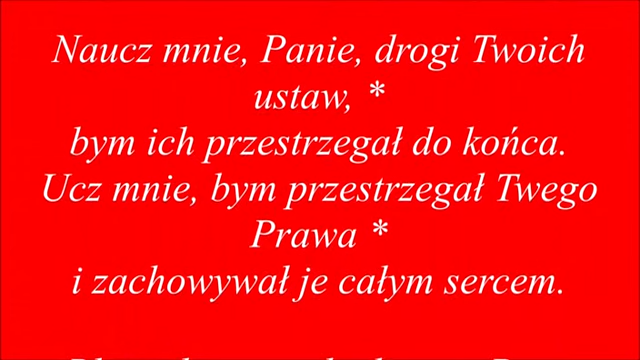 Naucz mnie, Panie, drogi Twoich
ustaw, *
bym ich przestrzegał do końca.
Ucz mnie, bym przestrzegał Twego
Prawa *
i zachowywał je całym sercem.